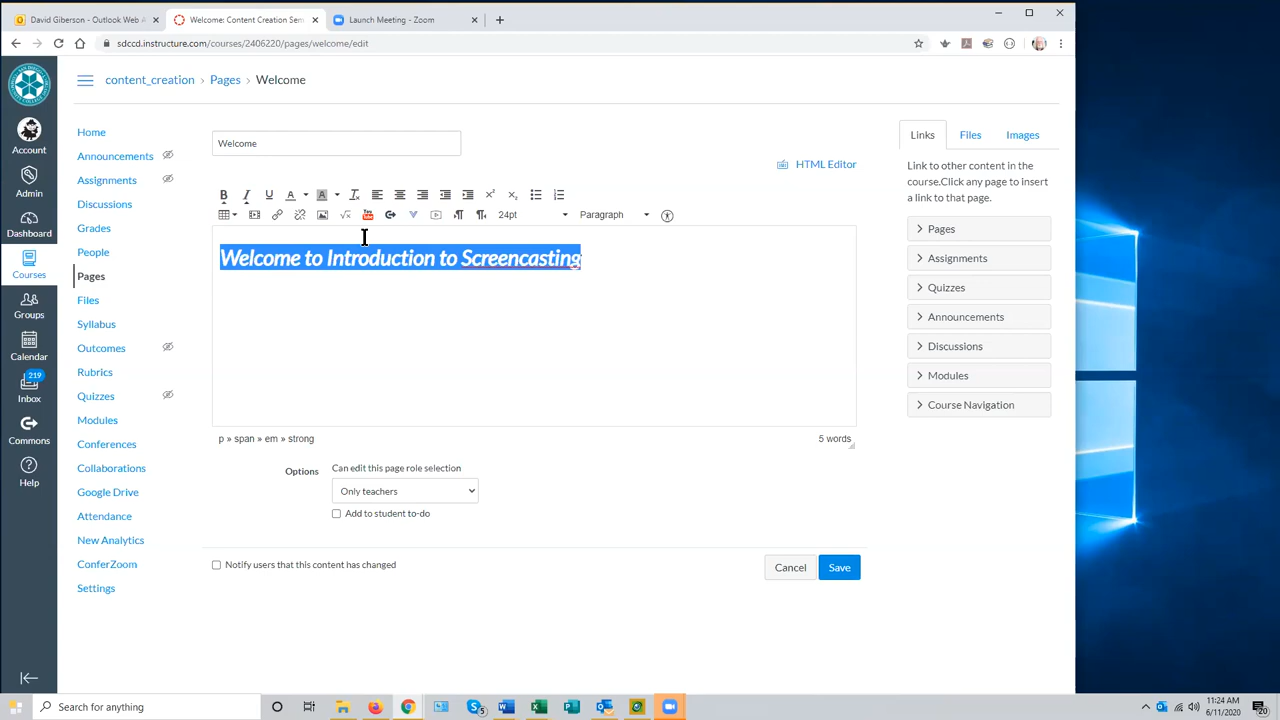 David Giberson - Outlook Web A
Welcome: Content Creation Sem
Launch Meeting - Zoom
sdccd.instructure.com/courses/2406220/pages/welcome/edit
content_creation > Pages > Welcome
Account
Admin
Dashboard
Courses
Groups
Calendar
219
Inbox
Commons
Help
Home
Announcements
Assignments
Discussions
Grades
People
Pages
Files
Syllabus
Outcomes
Rubrics
Quizzes
Modules
Conferences
Collaborations
Google Drive
Attendance
New Analytics
ConferZoom
Settings
Welcome
HTML Editor
24pt
Paragraph
Welcome to Introduction to Screencasting
p » span » em » strong
5 words
Options
Can edit this page role selection
Only teachers
Add to student to-do
Notify users that this content has changed
Cancel
Save
Links
Files
Images
Link to other content in the
course.Click any page to insert
a link to that page.
Pages
Assignments
Quizzes
Announcements
Discussions
Modules
Course Navigation
Search for anything
11:24 AM
6/11/2020